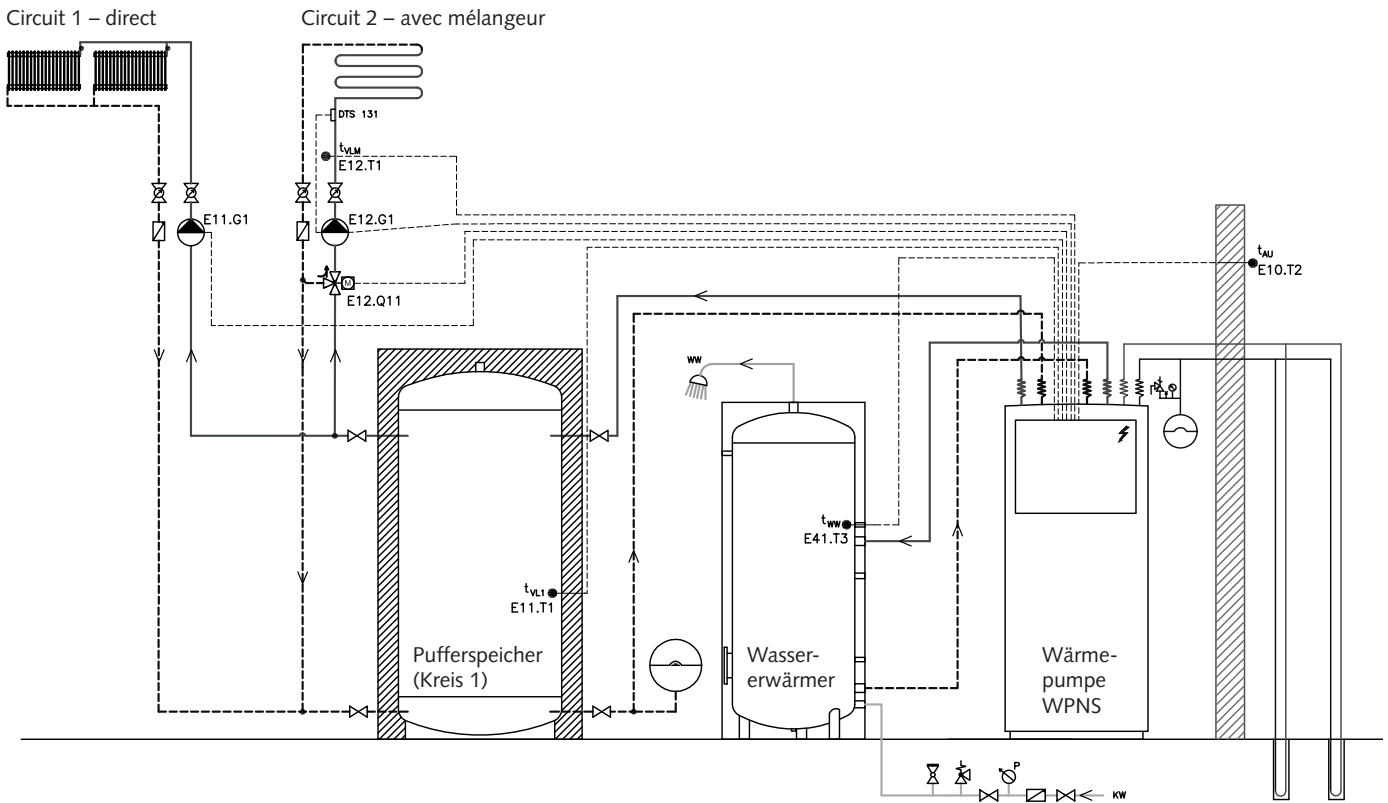 Circuit 1 – direct
Circuit 2 – avec mélangeur
DTS 131
tVLM
E12.T1
E11.G1
E12.G1
M
E12.Q11
tAU
E10.T2
WW
tWW
E41.T3
tVL1
E11.T1
Pufferspeicher
(Kreis 1)
Wasser-
erwärmer
Wärme-
pumpe
WPNS
P
KW